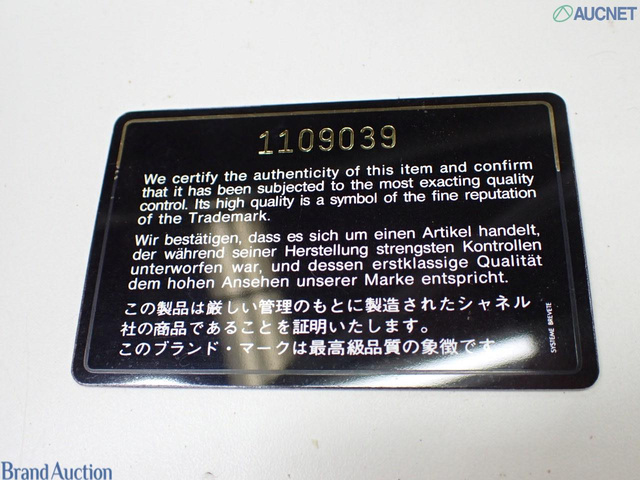 AUCNET
1109039
We certify the authenticity of this item and confirm
that it has been subjected to the most exacting quality
control. Its high quality is a symbol of the fine reputation
of the Trademark.
Wir bestätigen, dass es sich um einen Artikel handelt,
der während seiner Herstellung strengsten Kontrollen
unterworfen war, und dessen erstklassige Qualität
dem hohen Ansehen unserer Marke entspricht.
この製品は厳しい管理のもとに製造されたシャネル
社の商品であることを証明いたします。
このブランド・マークは最高級品質の象徴です
SYSTEME BREVETE
Brand Auction